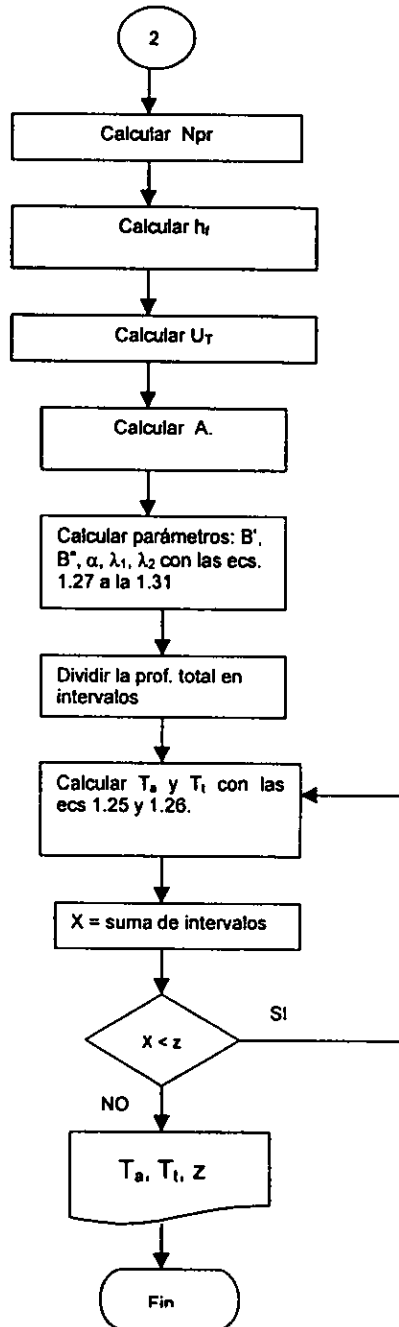 2
Calcular Npr
Calcular hf
Calcular UT
Calcular A.
Calcular parámetros: B',
B", α, λ1, λ2 con las ecs.
1.27 a la 1.31
Dividir la prof. total en
intervalos
Calcular Ta y Tt con las
ecs 1.25 y 1.26.
X = suma de intervalos
X < z
SI
NO
Ta, Tt, z
Fin